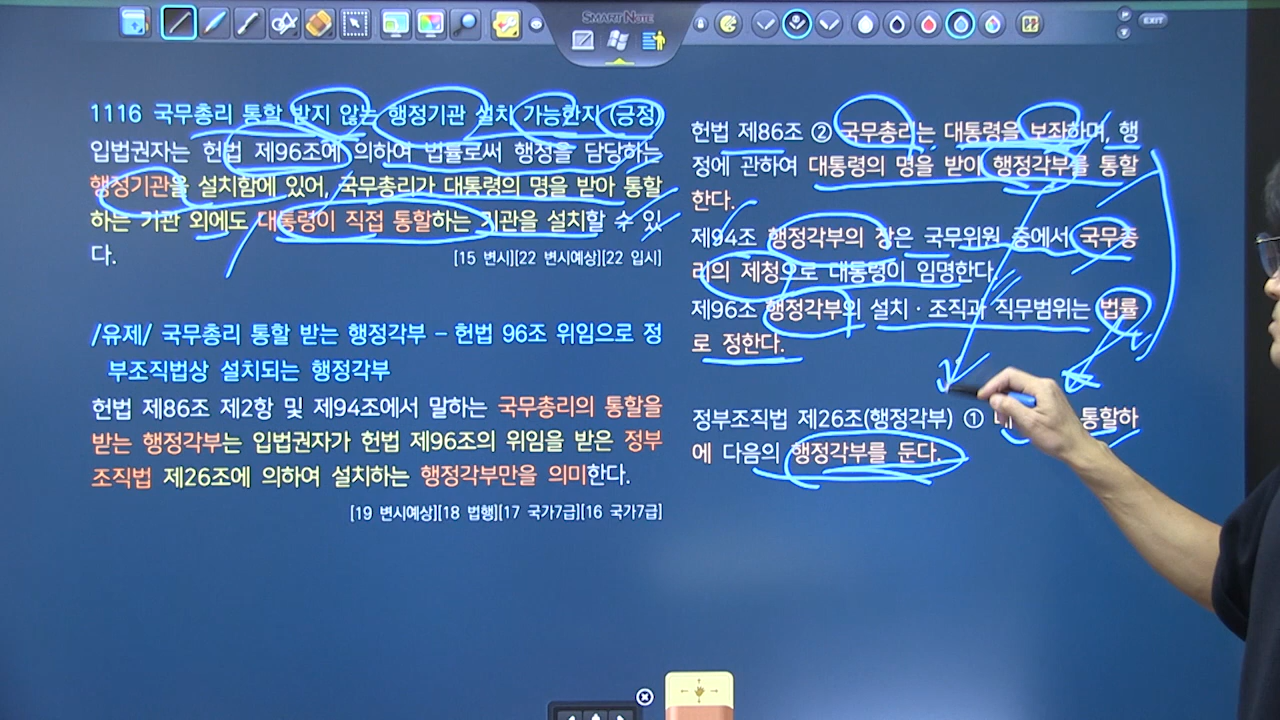 SMART NOTE
EXIT
1116 국무총리 통할 받지 않는 행정기관 설치 가능한지 (긍정)
입법권자는 헌법 제96조에 의하여 법률로써 행정을 담당하는
행정기관을 설치함에 있어, 국무총리가 대통령의 명을 받아 통할
하는 기관 외에도 대통령이 직접 통할하는 기관을 설치할 수 있
다.
[15 변시][22 변시예상][22 입시]
/유제/ 국무총리 통할 받는 행정각부 – 헌법 96조 위임으로 정
부조직법상 설치되는 행정각부
헌법 제86조 제2항 및 제94조에서 말하는 국무총리의 통할을
받는 행정각부는 입법권자가 헌법 제96조의 위임을 받은 정부
조직법 제26조에 의하여 설치하는 행정각부만을 의미한다.
[19 변시예상][18 법행][17 국가7급][16 국가7급]
헌법 제86조 ② 국무총리는 대통령을 보좌하며, 행
정에 관하여 대통령의 명을 받아 행정각부를 통할
한다.
제94조 행정각부의 장은 국무위원 중에서 국무총
리의 제청으로 대통령이 임명한다.
제96조 행정각부의 설치·조직과 직무범위는 법률
로 정한다.
정부조직법 제26조(행정각부) ① 통할하
에 다음의 행정각부를 둔다.